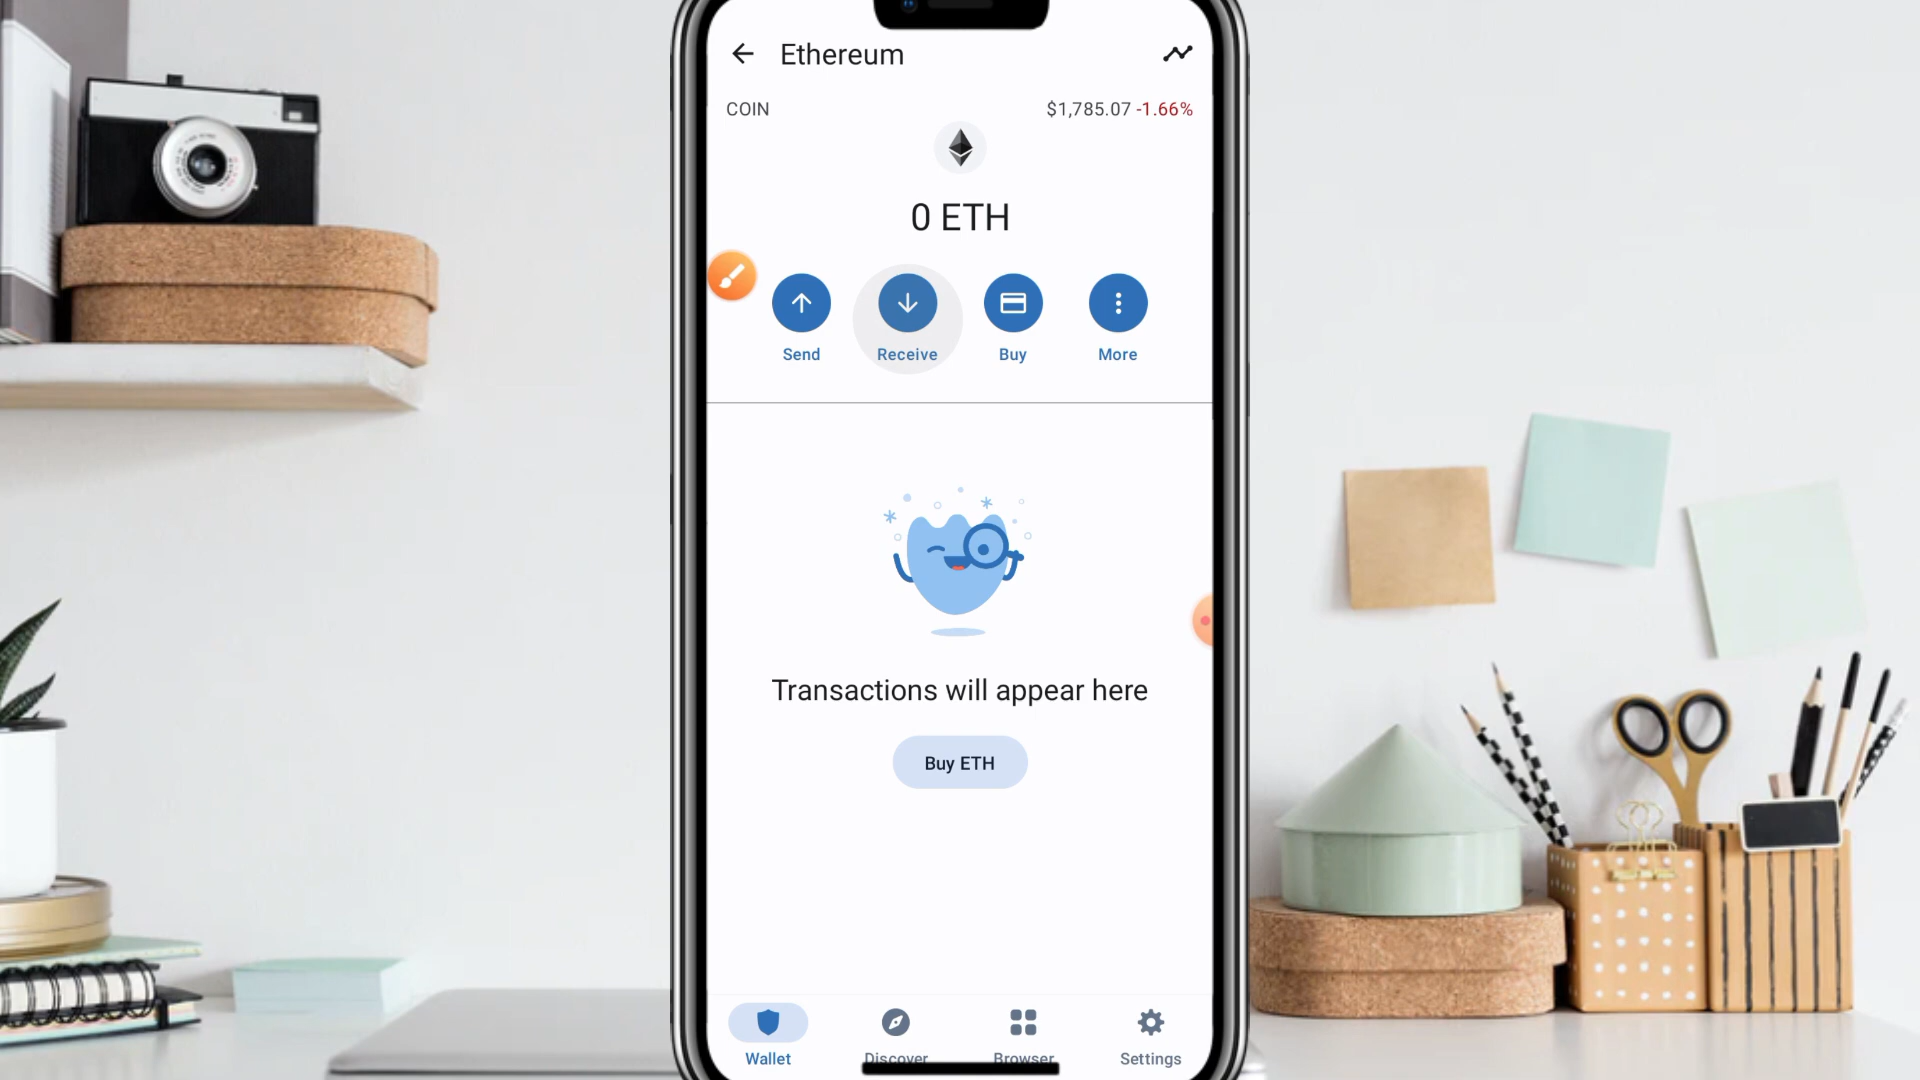 Ethereum
COIN
$1,785.07 -1.66%
0 ETH
Send
Receive
Buy
More
Transactions will appear here
Buy ETH
Wallet
Discover
Browser
Settings